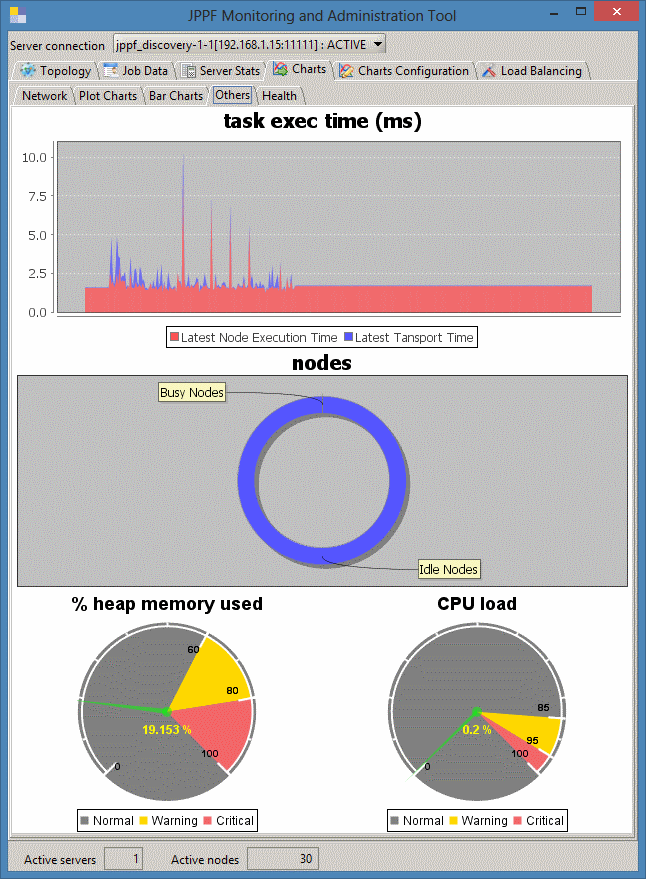 JPPF Monitoring and Administration Tool
Server connection jppf_discovery-1-1[192.168.1.15:11111] : ACTIVE
Topology Job Data Server Stats Charts Charts Configuration Load Balancing
Network Plot Charts Bar Charts Others Health
task exec time (ms)
10.0
7.5
5.0
2.5
0.0
Latest Node Execution Time Latest Tansport Time
nodes
Busy Nodes
Idle Nodes
% heap memory used CPU load
60
80
100
0
19.153 %
85
95
100
0
0.2 %
Normal Warning Critical Normal Warning Critical
Active servers 1 Active nodes 30